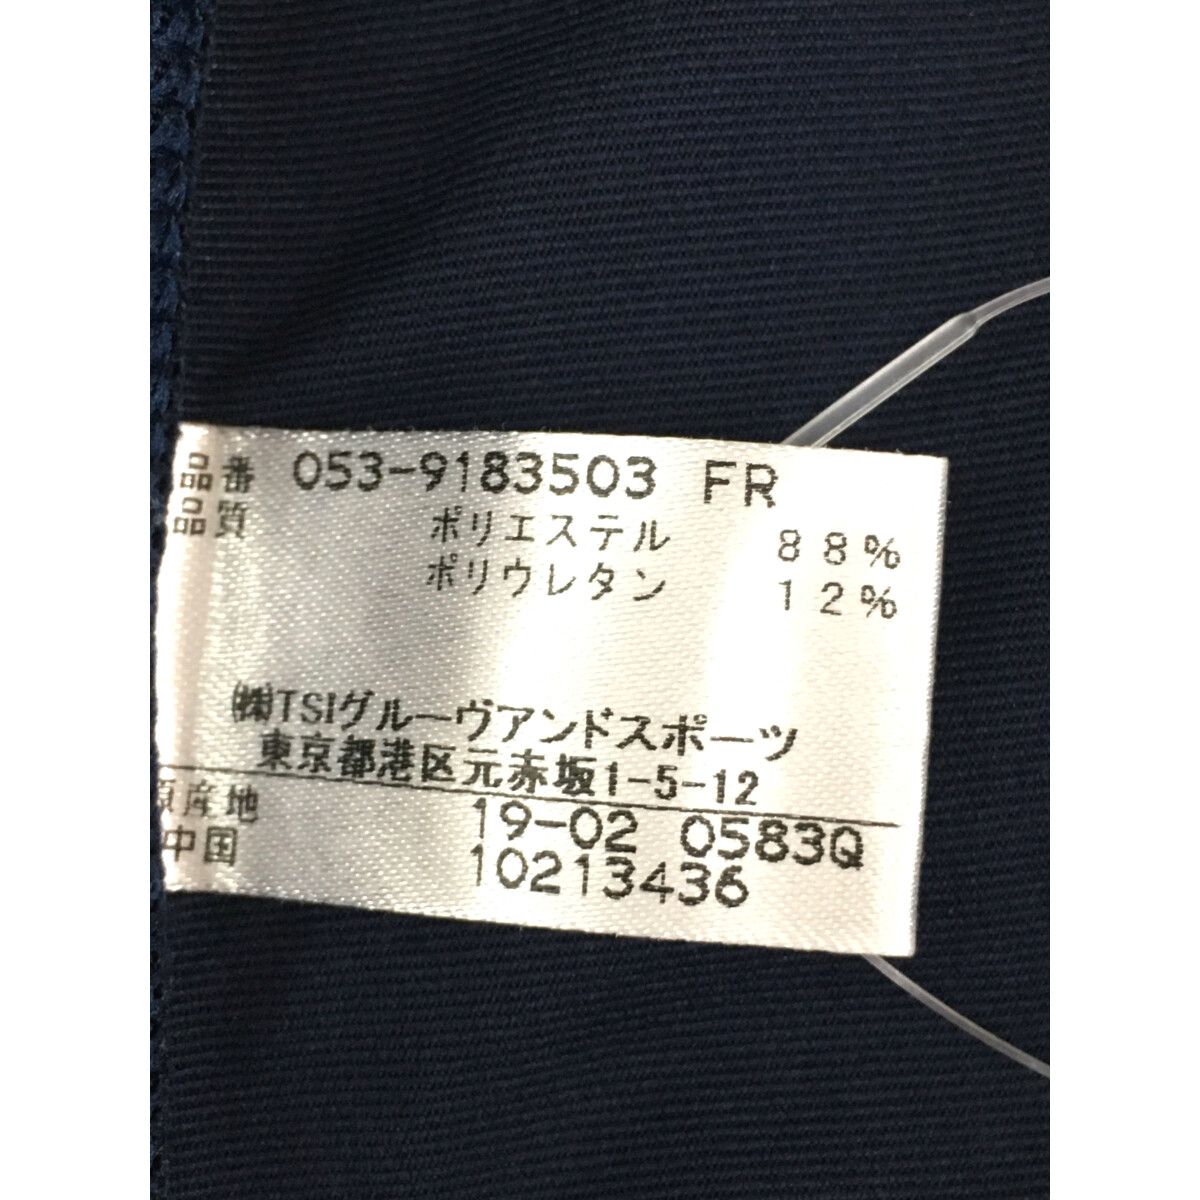 品番 053-9183503 FR
品質 ポリエステル 88%
ポリウレタン 12%
㈱TSIグルーヴアンドスポーツ
東京都港区元赤坂1-5-12
原産地 19-02 0583Q
中国 10213436